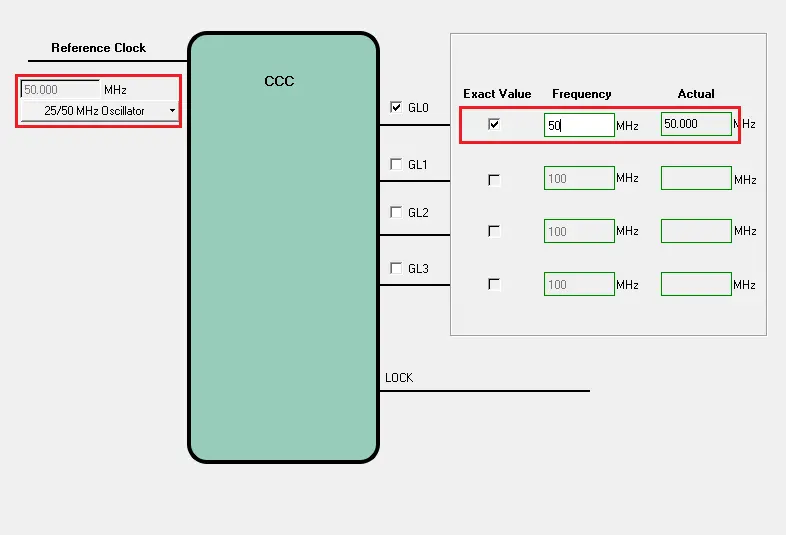 Reference Clock
50.000 MHz
25/50 MHz Oscillator
CCC
GL0
GL1
GL2
GL3
LOCK
Exact Value Frequency Actual
50 MHz 50.000 MHz
100 MHz MHz
100 MHz MHz
100 MHz MHz